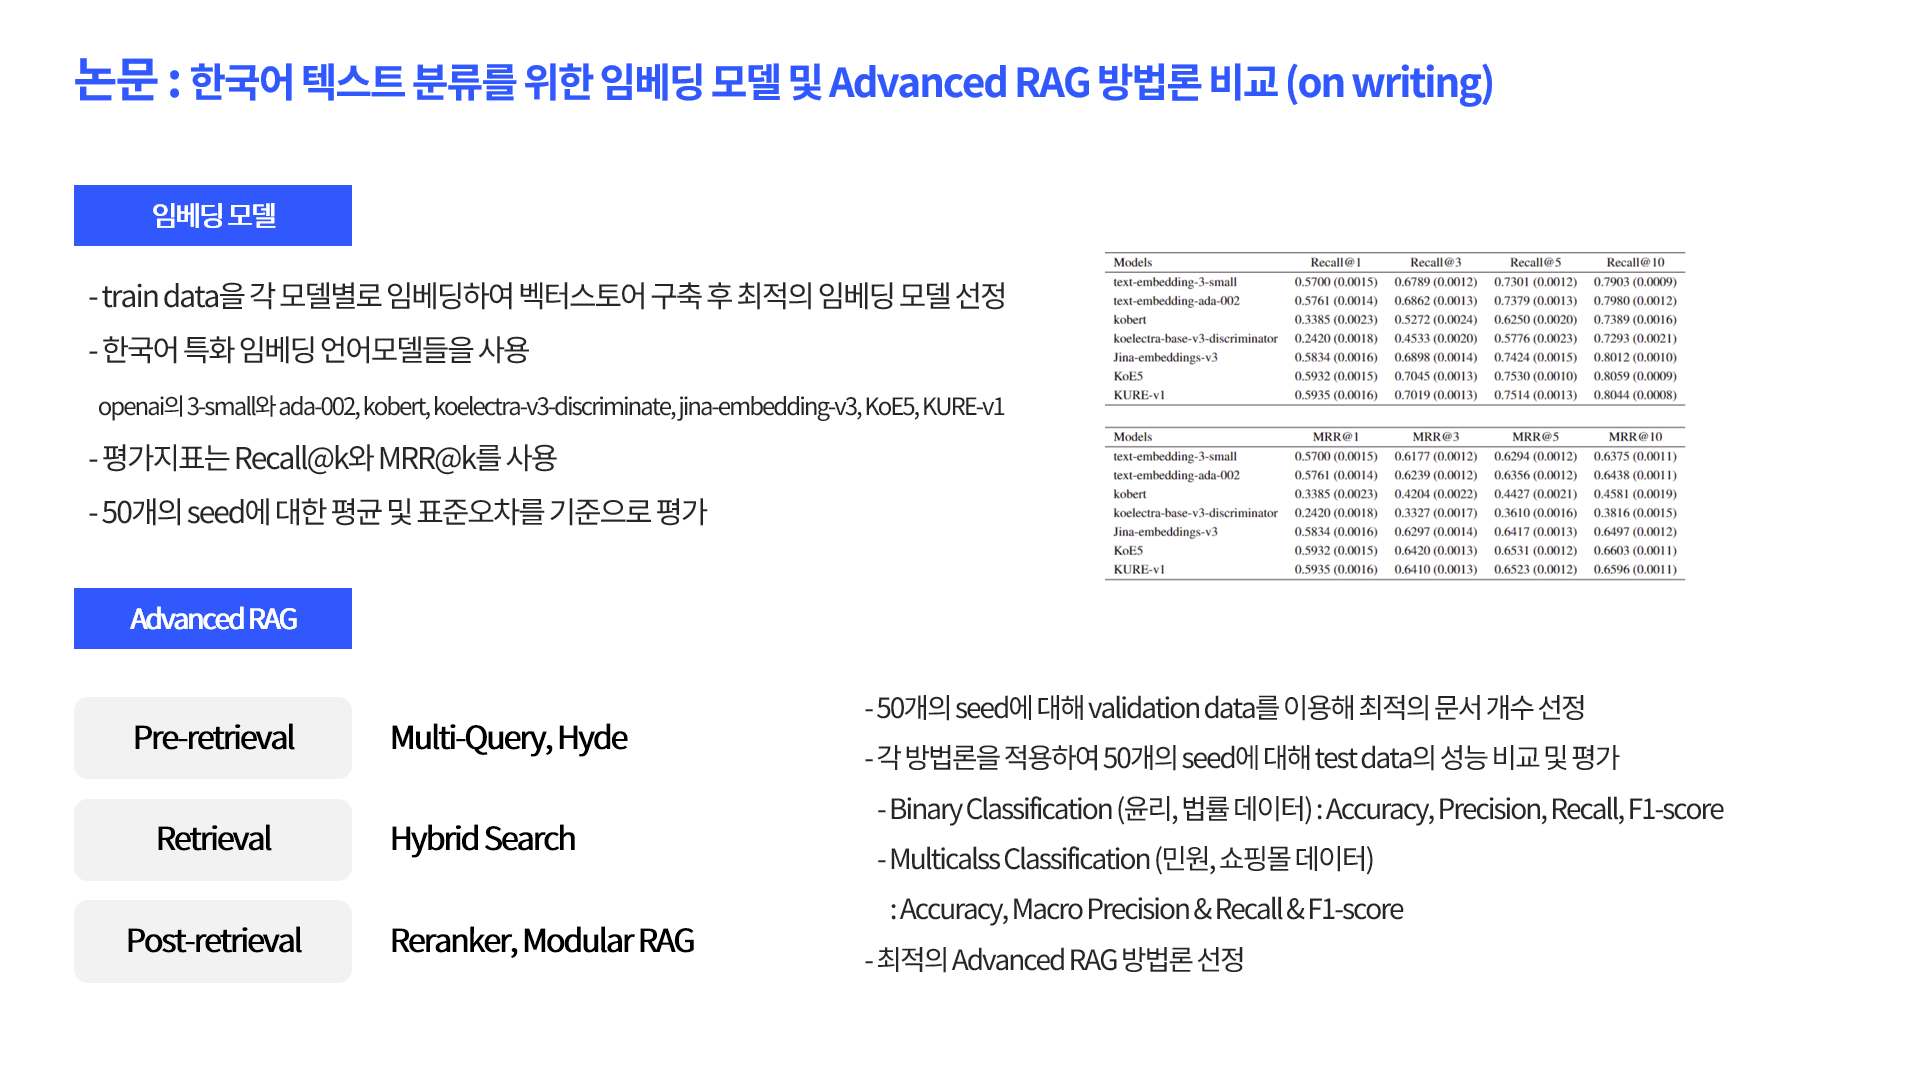 논문 : 한국어 텍스트 분류를 위한 임베딩 모델 및 Advanced RAG 방법론 비교 (on writing)
임베딩 모델
- train data을 각 모델별로 임베딩하여 벡터스토어 구축 후 최적의 임베딩 모델 선정
- 한국어 특화 임베딩 언어모델들을 사용
openai의 3-small와 ada-002, kobert, koelectra-v3-discriminate, jina-embedding-v3, KoE5, KURE-v1
- 평가지표는 Recall@k와 MRR@k를 사용
- 50개의 seed에 대한 평균 및 표준오차를 기준으로 평가
Models Recall@1 Recall@3 Recall@5 Recall@10
text-embedding-3-small 0.5700 (0.0015) 0.6789 (0.0012) 0.7301 (0.0012) 0.7903 (0.0009)
text-embedding-ada-002 0.5761 (0.0014) 0.6862 (0.0013) 0.7379 (0.0013) 0.7980 (0.0012)
kobert 0.3385 (0.0023) 0.5272 (0.0024) 0.6250 (0.0020) 0.7389 (0.0016)
koelectra-base-v3-discriminator 0.2420 (0.0018) 0.4533 (0.0020) 0.5776 (0.0023) 0.7293 (0.0021)
Jina-embeddings-v3 0.5834 (0.0016) 0.6898 (0.0014) 0.7424 (0.0015) 0.8012 (0.0010)
KoE5 0.5932 (0.0015) 0.7045 (0.0013) 0.7530 (0.0010) 0.8059 (0.0009)
KURE-v1 0.5935 (0.0016) 0.7019 (0.0013) 0.7514 (0.0013) 0.8044 (0.0008)
Models MRR@1 MRR@3 MRR@5 MRR@10
text-embedding-3-small 0.5700 (0.0015) 0.6177 (0.0012) 0.6294 (0.0012) 0.6375 (0.0011)
text-embedding-ada-002 0.5761 (0.0014) 0.6239 (0.0012) 0.6356 (0.0012) 0.6438 (0.0011)
kobert 0.3385 (0.0023) 0.4204 (0.0022) 0.4427 (0.0021) 0.4581 (0.0019)
koelectra-base-v3-discriminator 0.2420 (0.0018) 0.3327 (0.0017) 0.3610 (0.0016) 0.3816 (0.0015)
Jina-embeddings-v3 0.5834 (0.0016) 0.6297 (0.0014) 0.6417 (0.0013) 0.6497 (0.0012)
KoE5 0.5932 (0.0015) 0.6420 (0.0013) 0.6531 (0.0012) 0.6603 (0.0011)
KURE-v1 0.5935 (0.0016) 0.6410 (0.0013) 0.6523 (0.0012) 0.6596 (0.0011)
Advanced RAG
Pre-retrieval Multi-Query, Hyde
Retrieval Hybrid Search
Post-retrieval Reranker, Modular RAG
- 50개의 seed에 대해 validation data를 이용해 최적의 문서 개수 선정
- 각 방법론을 적용하여 50개의 seed에 대해 test data의 성능 비교 및 평가
- Binary Classification (윤리, 법률 데이터) : Accuracy, Precision, Recall, F1-score
- Multicalss Classification (민원, 쇼핑몰 데이터)
: Accuracy, Macro Precision & Recall & F1-score
- 최적의 Advanced RAG 방법론 선정